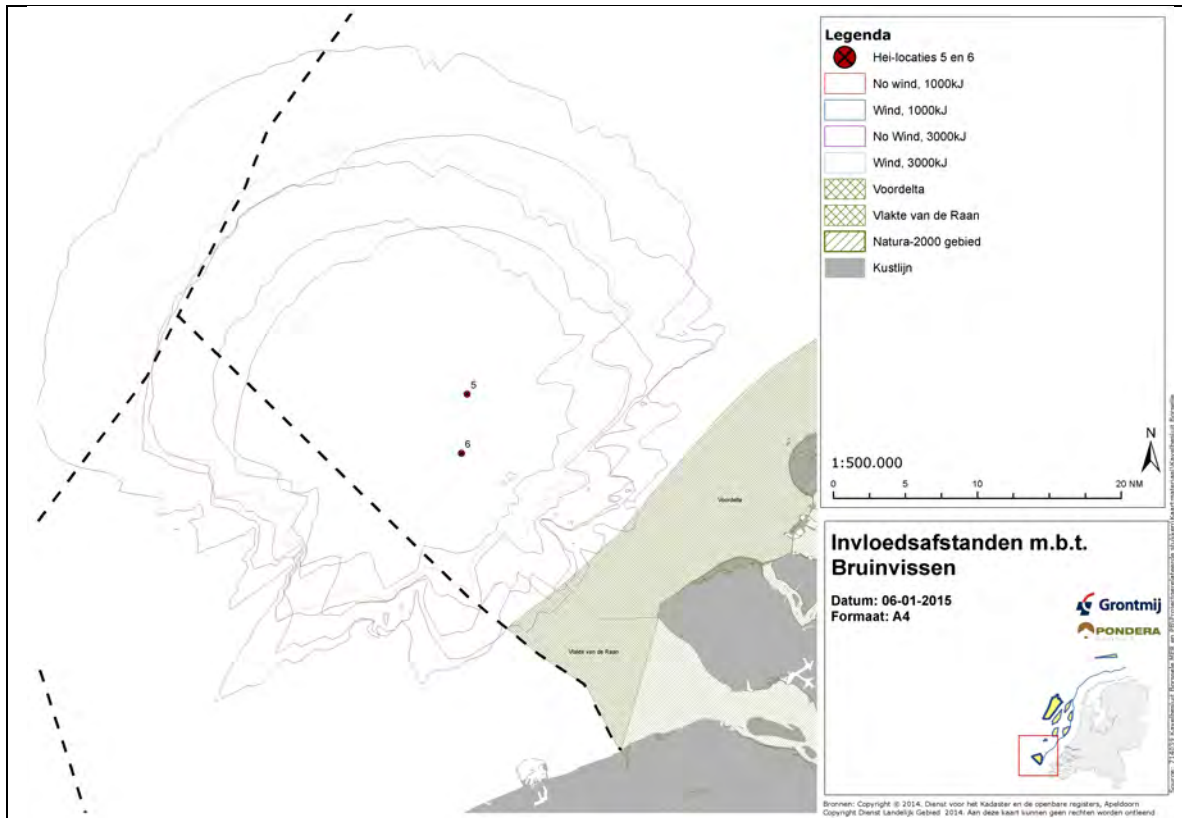 Legenda
Hei-locaties 5 en 6
No wind, 1000kJ
Wind, 1000kJ
No Wind, 3000kJ
Wind, 3000kJ
Voordelta
Vlakte van de Raan
Natura-2000 gebied
Kustlijn
5
6
Voordelta
Vlakte van de Raan
N
1:500.000
0 5 10 15 20 NM
Invloedsafstanden m.b.t.
Bruinvissen
Datum: 06-01-2015
Formaat: A4
Grontmij
PONDERA
Bronnen: Copyright © 2014, Dienst voor het Kadaster en de openbare registers, Apeldoorn
Copyright Dienst Landelijk Gebied 2014. Aan deze kaart kunnen geen rechten worden ontleend